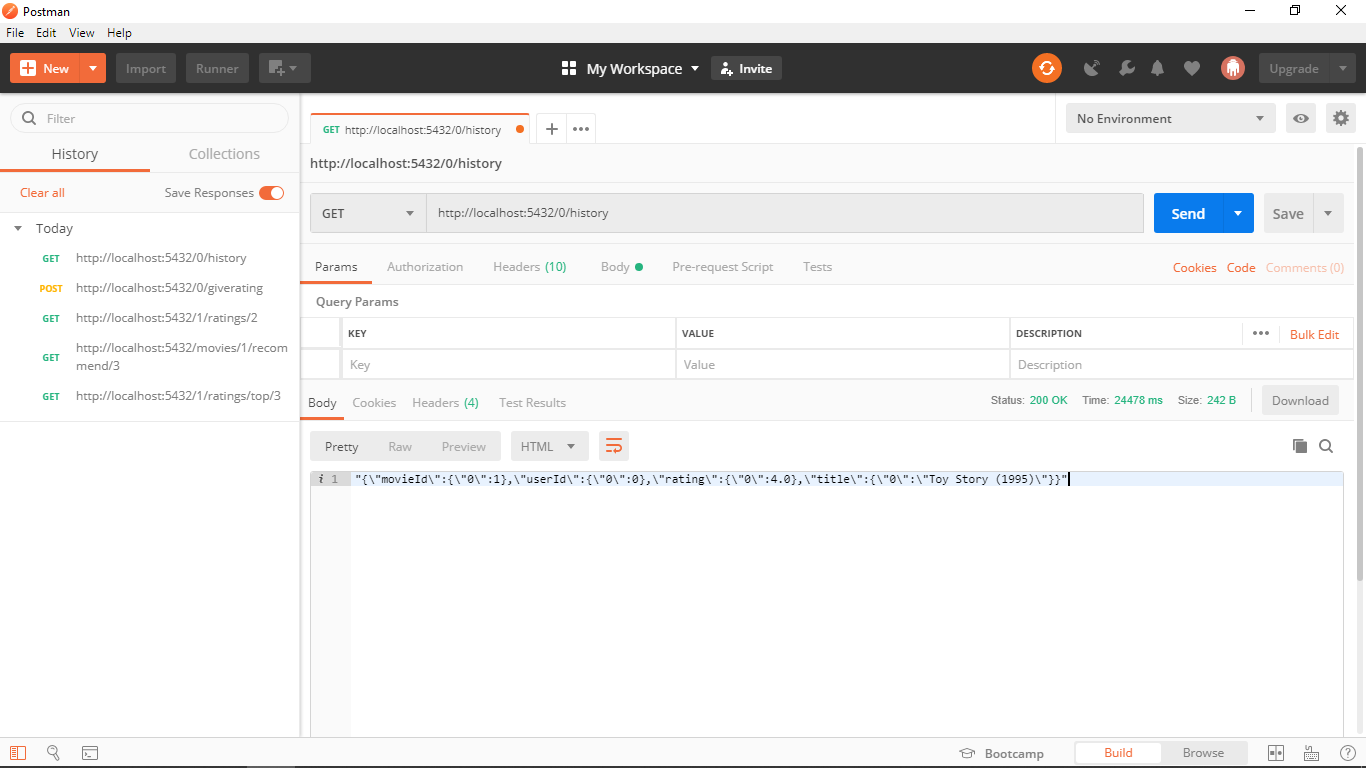 Postman
File Edit View Help
New Import Runner My Workspace Invite Upgrade
Filter
History Collections
Clear all Save Responses
Today
GET http://localhost:5432/0/history
POST http://localhost:5432/0/giverating
GET http://localhost:5432/1/ratings/2
GET http://localhost:5432/movies/1/recom
mend/3
GET http://localhost:5432/1/ratings/top/3
GET http://localhost:5432/0/history
No Environment
http://localhost:5432/0/history
GET http://localhost:5432/0/history Send Save
Params Authorization Headers (10) Body Pre-request Script Tests Cookies Code Comments (0)
Query Params
KEY VALUE DESCRIPTION Bulk Edit
Key Value Description
Body Cookies Headers (4) Test Results Status: 200 OK Time: 24478 ms Size: 242 B Download
Pretty Raw Preview HTML
i 1 "{\"movieId\":{\"0\":1},\"userId\":{\"0\":0},\"rating\":{\"0\":4.0},\"title\":{\"0\":\"Toy Story (1995)\"}}"
Bootcamp Build Browse